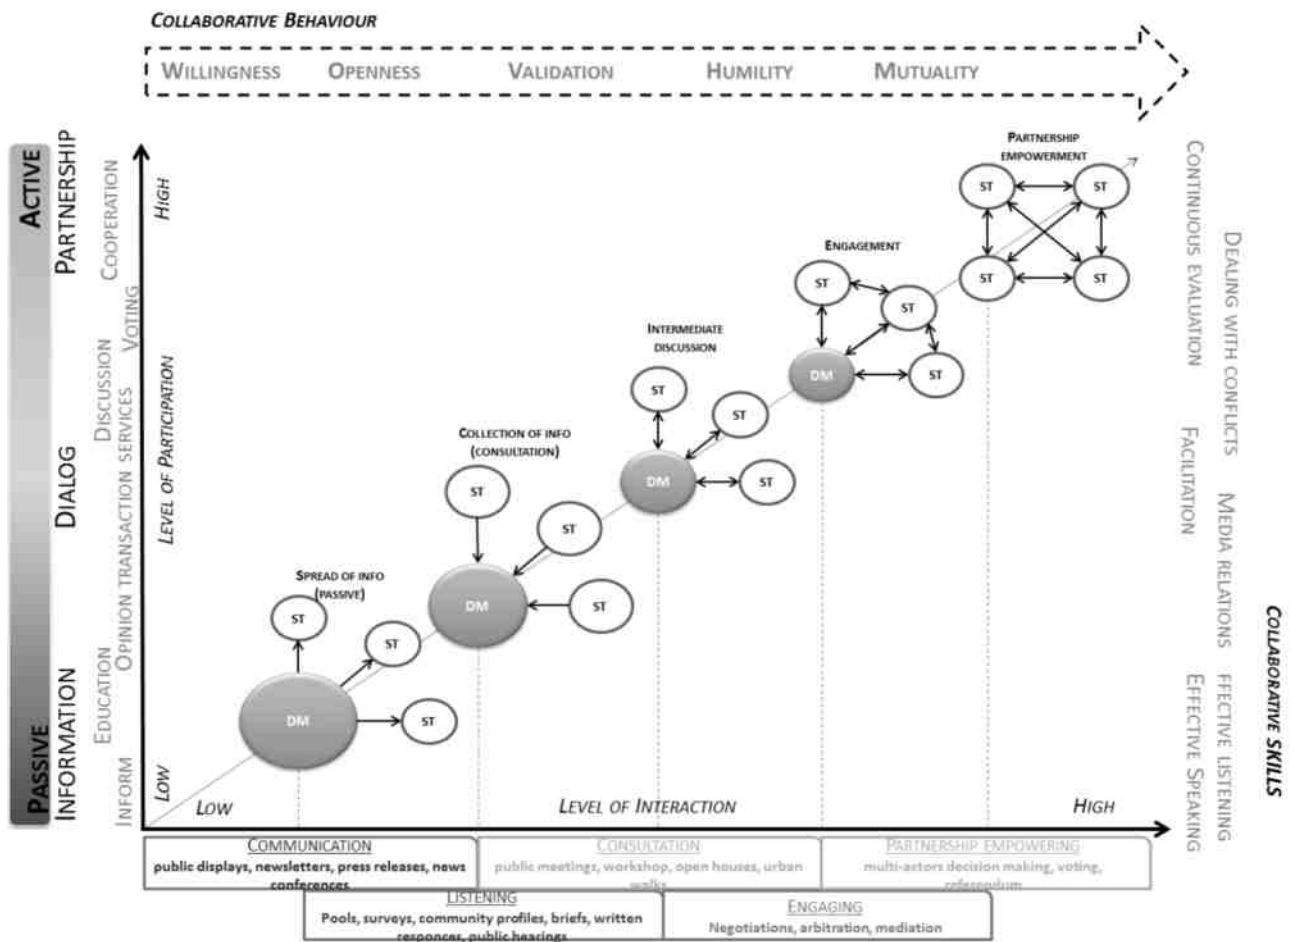 COLLABORATIVE BEHAVIOUR
WILLINGNESS OPENNESS VALIDATION HUMILITY MUTUALITY
ACTIVE
PASSIVE
PARTNERSHIP
DIALOG
INFORMATION
COOPERATION
VOTING
DISCUSSION
OPINION TRANSACTION SERVICES
EDUCATION
INFORM
HIGH
LEVEL OF PARTICIPATION
LOW
PARTNERSHIP
EMPOWERMENT
ST ST
ST ST
ENGAGEMENT
ST
ST
DM ST
INTERMEDIATE
DISCUSSION
ST
ST
DM ST
COLLECTION OF INFO
(CONSULTATION)
ST
ST
DM ST
SPREAD OF INFO
(PASSIVE)
ST
ST
DM ST
LOW LEVEL OF INTERACTION HIGH
CONTINUOUS EVALUATION
DEALING WITH CONFLICTS
FACILITATION
MEDIA RELATIONS
FFECTIVE LISTENING
EFFECTIVE SPEAKING
COLLABORATIVE SKILLS
COMMUNICATION
public displays, newsletters, press releases, news
conferences
CONSULTATION
public meetings, workshop, open houses, urban
walks
PARTNERSHIP EMPOWERING
multi-actors decision making, voting,
referendum
LISTENING
Pools, surveys, community profiles, briefs, written
responces, public hearings
ENGAGING
Negotiations, arbitration, mediation